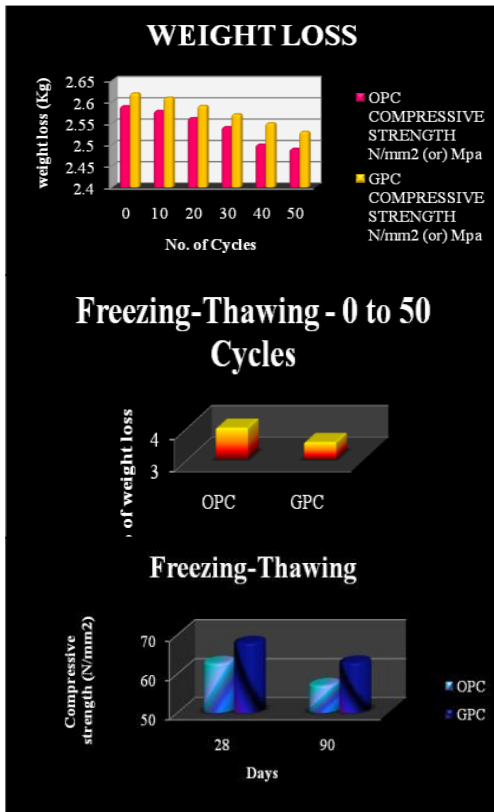 WEIGHT LOSS
2.65
2.6
2.55
2.5
2.45
2.4
weight loss (Kg)
0 10 20 30 40 50
No. of Cycles
OPC
COMPRESSIVE
STRENGTH
N/mm2 (or) Mpa
GPC
COMPRESSIVE
STRENGTH
N/mm2 (or) Mpa
Freezing-Thawing - 0 to 50
Cycles
of weight loss
4
3
OPC GPC
Freezing-Thawing
Compressive
strength (N/mm2)
70
60
50
28 90
Days
OPC
GPC